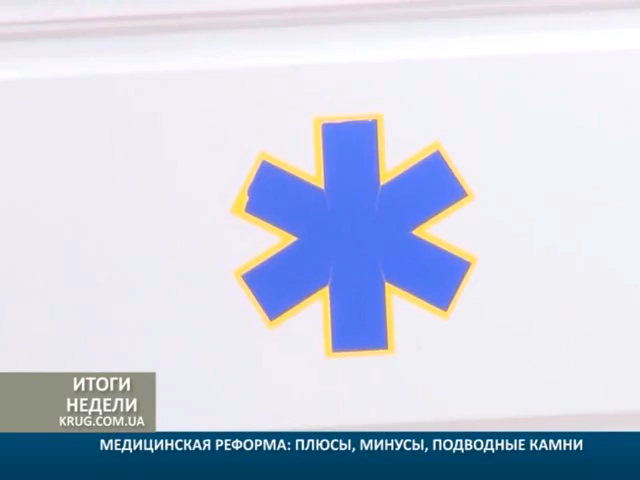 ИТОГИ
НЕДЕЛИ
KRUG.COM.UA
МЕДИЦИНСКАЯ РЕФОРМА: ПЛЮСЫ, МИНУСЫ, ПОДВОДНЫЕ КАМНИ